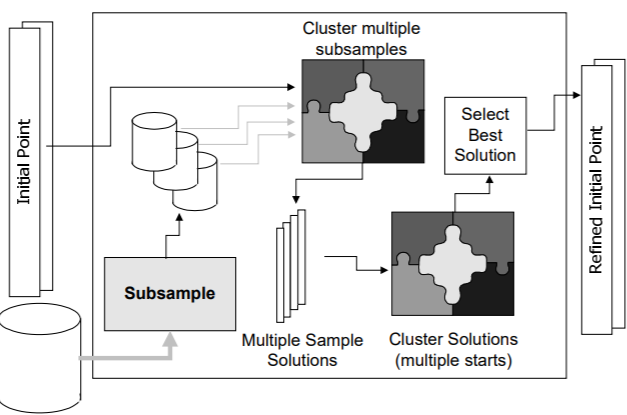 Cluster multiple
subsamples
Initial Point
Select
Best
Solution
Refined Initial Point
Subsample
Multiple Sample
Solutions
Cluster Solutions
(multiple starts)